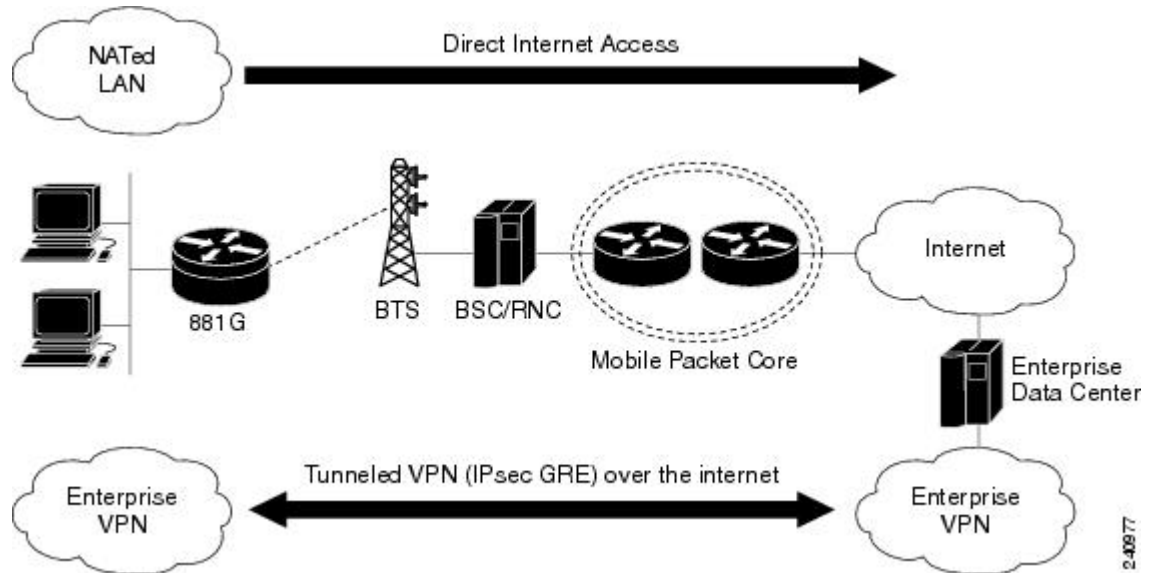 NATed
LAN
Direct Internet Access
881G
BTS
BSC/RNC
Mobile Packet Core
Internet
Enterprise
Data Center
Enterprise
VPN
Tunneled VPN (IPsec GRE) over the internet
Enterprise
VPN
240977